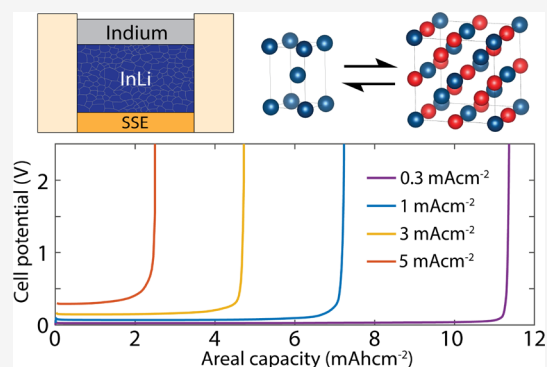 Indium
InLi
SSE
Cell potential (V)
2
1
0
0.3 mAcm⁻²
1 mAcm⁻²
3 mAcm⁻²
5 mAcm⁻²
0 2 4 6 8 10 12
Areal capacity (mAhcm⁻²)